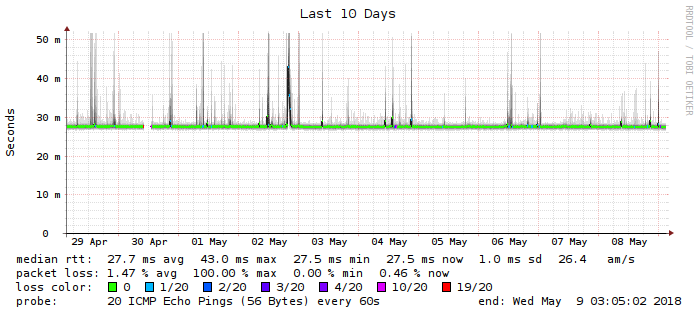 Last 10 Days
RRDTOOL / TOBI OETIKER
Seconds
50 m
40 m
30 m
20 m
10 m
0
29 Apr 30 Apr 01 May 02 May 03 May 04 May 05 May 06 May 07 May 08 May
median rtt: 27.7 ms avg 43.0 ms max 27.5 ms min 27.5 ms now 1.0 ms sd 26.4 am/s
packet loss: 1.47 % avg 100.00 % max 0.00 % min 0.46 % now
loss color: 0 1/20 2/20 3/20 4/20 10/20 19/20
probe: 20 ICMP Echo Pings (56 Bytes) every 60s end: Wed May 9 03:05:02 2018